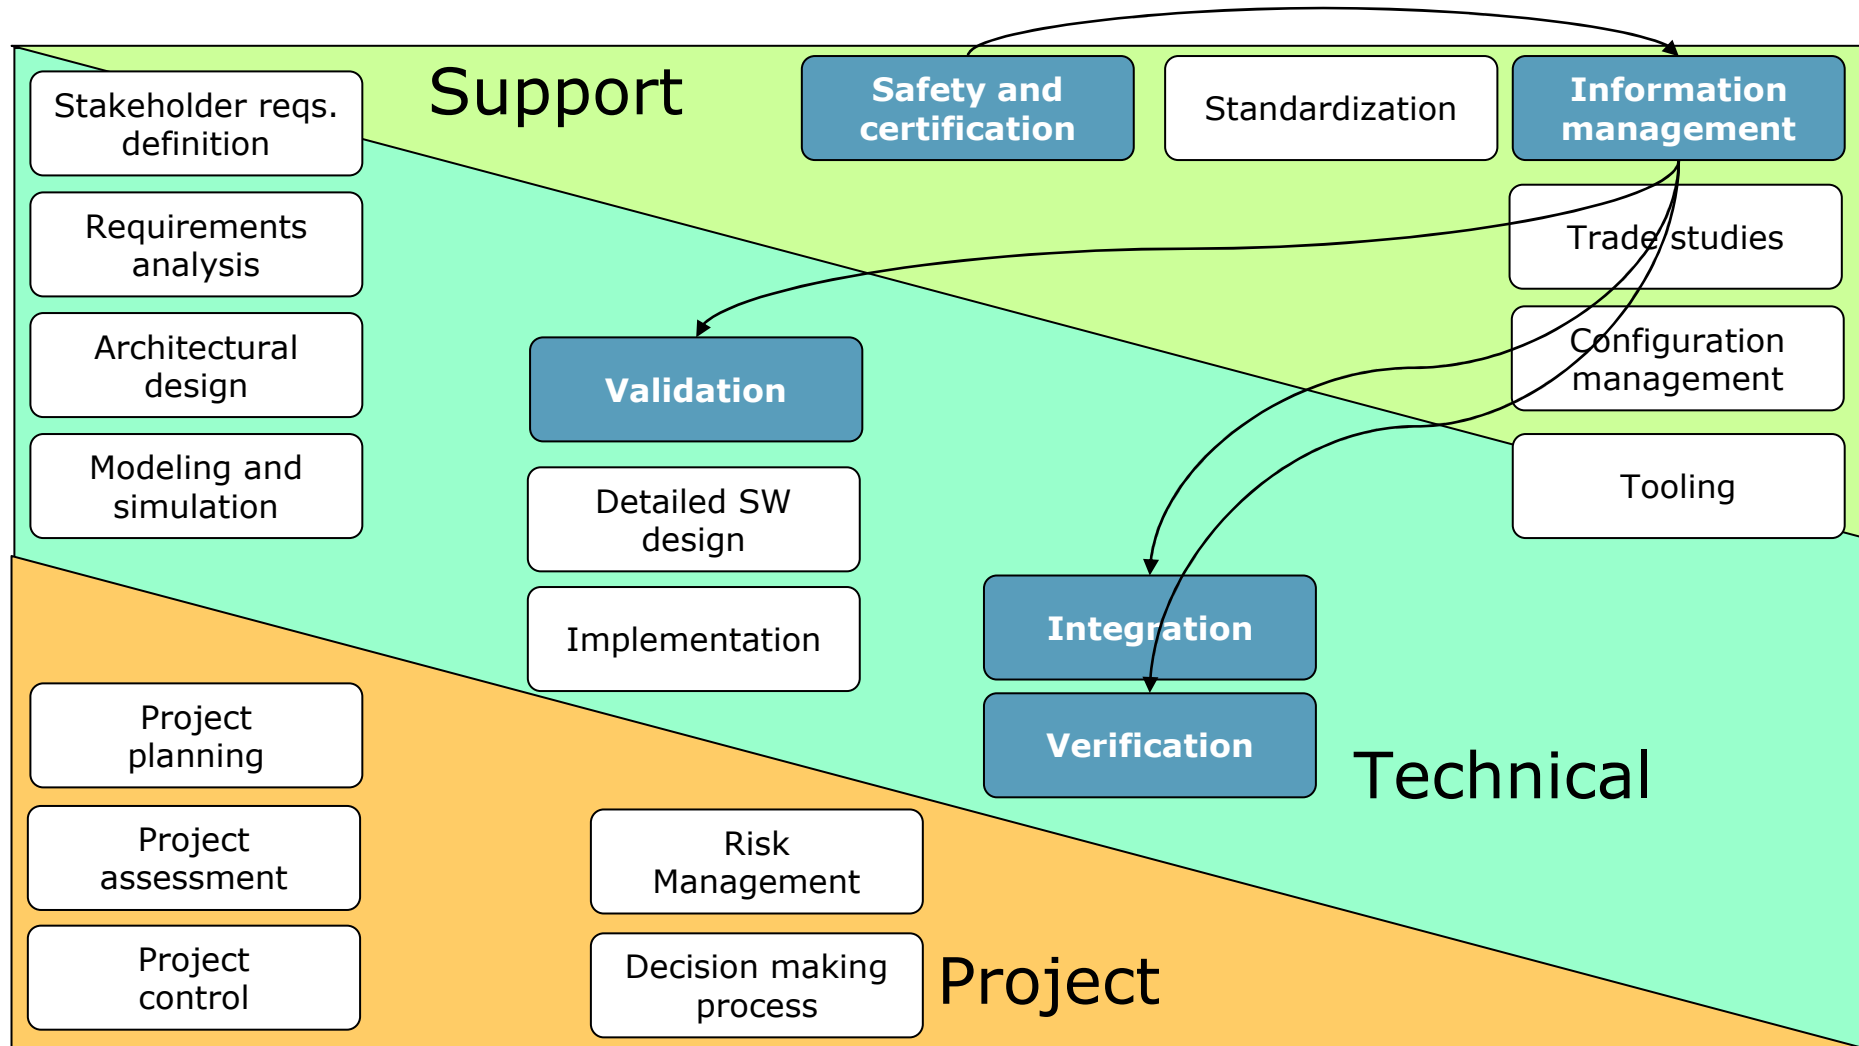 Support
Safety and
certification
Standardization
Information
management
Stakeholder reqs.
definition
Requirements
analysis
Architectural
design
Modeling and
simulation
Trade studies
Configuration
management
Tooling
Validation
Detailed SW
design
Implementation
Integration
Verification
Technical
Project
planning
Project
assessment
Project
control
Risk
Management
Decision making
process
Project